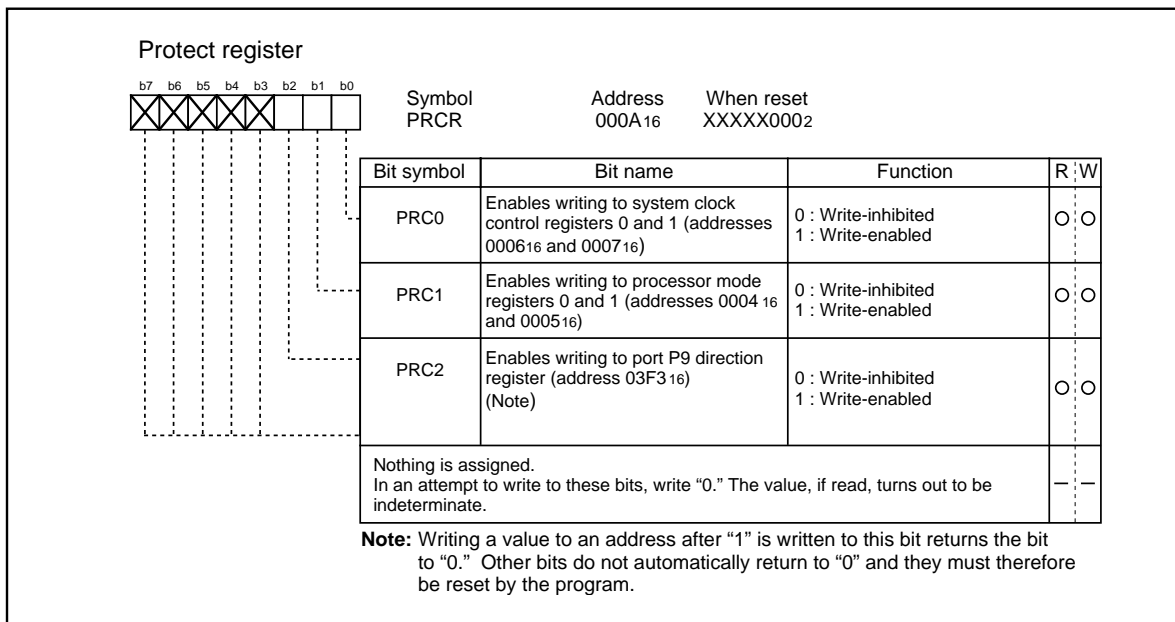 Protect register
b7 b6 b5 b4 b3 b2 b1 b0
Symbol Address When reset
PRCR 000A16 XXXXX0002
Bit symbol Bit name Function R W
PRC0
Enables writing to system clock
control registers 0 and 1 (addresses
000616 and 000716)
0 : Write-inhibited
1 : Write-enabled
PRC1
Enables writing to processor mode
registers 0 and 1 (addresses 0004 16
and 000516)
0 : Write-inhibited
1 : Write-enabled
PRC2
Enables writing to port P9 direction
register (address 03F3 16)
(Note)
0 : Write-inhibited
1 : Write-enabled
Nothing is assigned.
In an attempt to write to these bits, write “0.” The value, if read, turns out to be
indeterminate.
Note: Writing a value to an address after “1” is written to this bit returns the bit
to “0.” Other bits do not automatically return to “0” and they must therefore
be reset by the program.